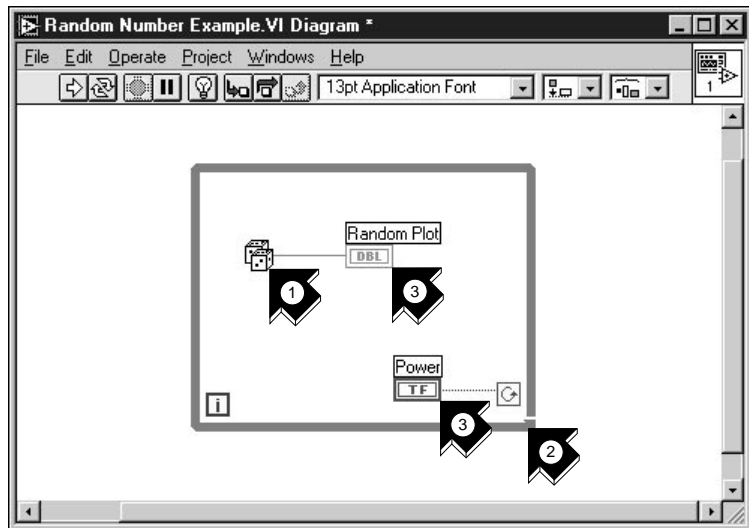 Random Number Example.VI Diagram *
File Edit Operate Project Windows Help
13pt Application Font
1
Random Plot
DBL
1
3
Power
TF
i
3
2